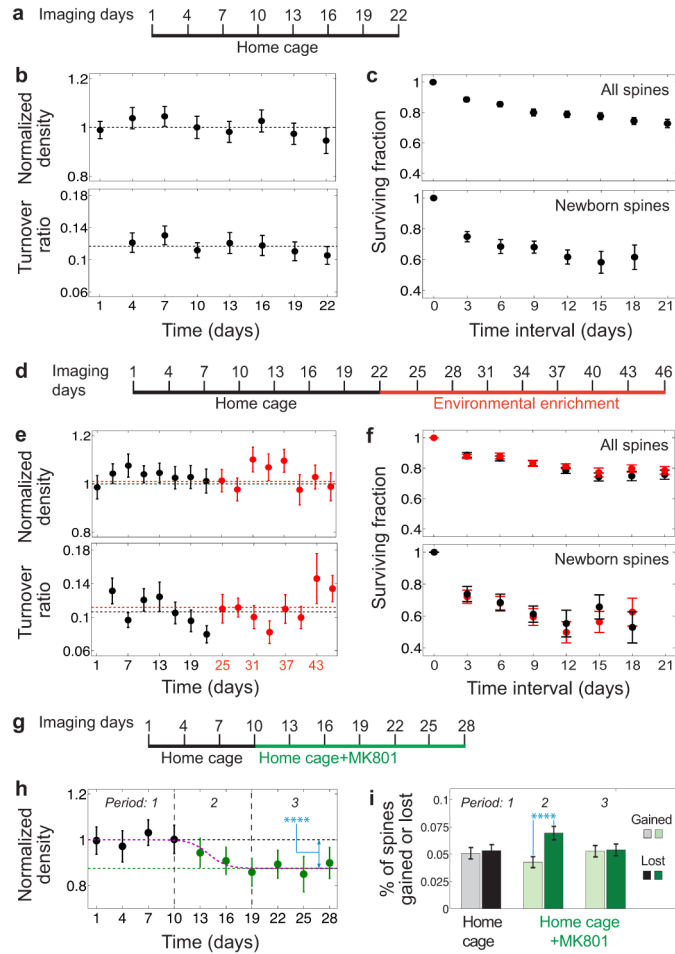 a Imaging days 1 4 7 10 13 16 19 22
Home cage
b
Normalized density
1.2
1
0.8
Turnover ratio
0.18
0.12
0.06
1 4 7 10 13 16 19 22
Time (days)
c
Surviving fraction
All spines
1
0.8
0.6
0.4
Newborn spines
1
0.8
0.6
0.4
0 3 6 9 12 15 18 21
Time interval (days)
d Imaging days 1 4 7 10 13 16 19 22 25 28 31 34 37 40 43 46
Home cage
Environmental enrichment
e
Normalized density
1.2
1
0.8
Turnover ratio
0.18
0.14
0.1
0.06
1 7 13 19 25 31 37 43
Time (days)
f
Surviving fraction
All spines
1
0.8
0.6
0.4
Newborn spines
1
0.8
0.6
0.4
0 3 6 9 12 15 18 21
Time interval (days)
g Imaging days 1 4 7 10 13 16 19 22 25 28
Home cage
Home cage+MK801
h
Normalized density
1.2
1
0.8
Period: 1 2 3
****
1 4 7 10 13 16 19 22 25 28
Time (days)
i
% of spines gained or lost
0.1
0.075
0.05
0.025
0
Period: 1 2 3
****
Gained
Lost
Home cage
Home cage +MK801